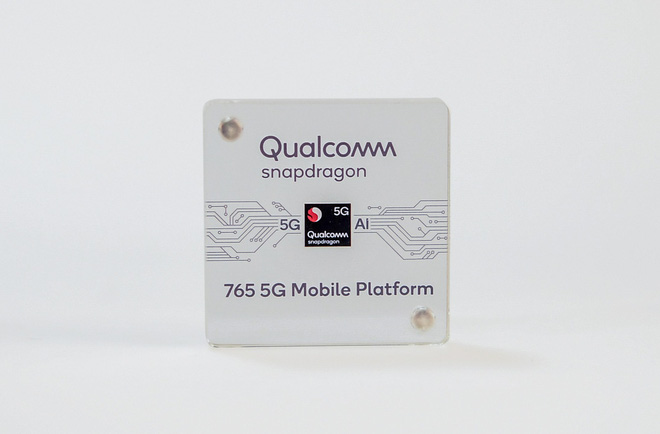 Qualcomm
snapdragon
5G
5G
Qualcomm
snapdragon
AI
765 5G Mobile Platform